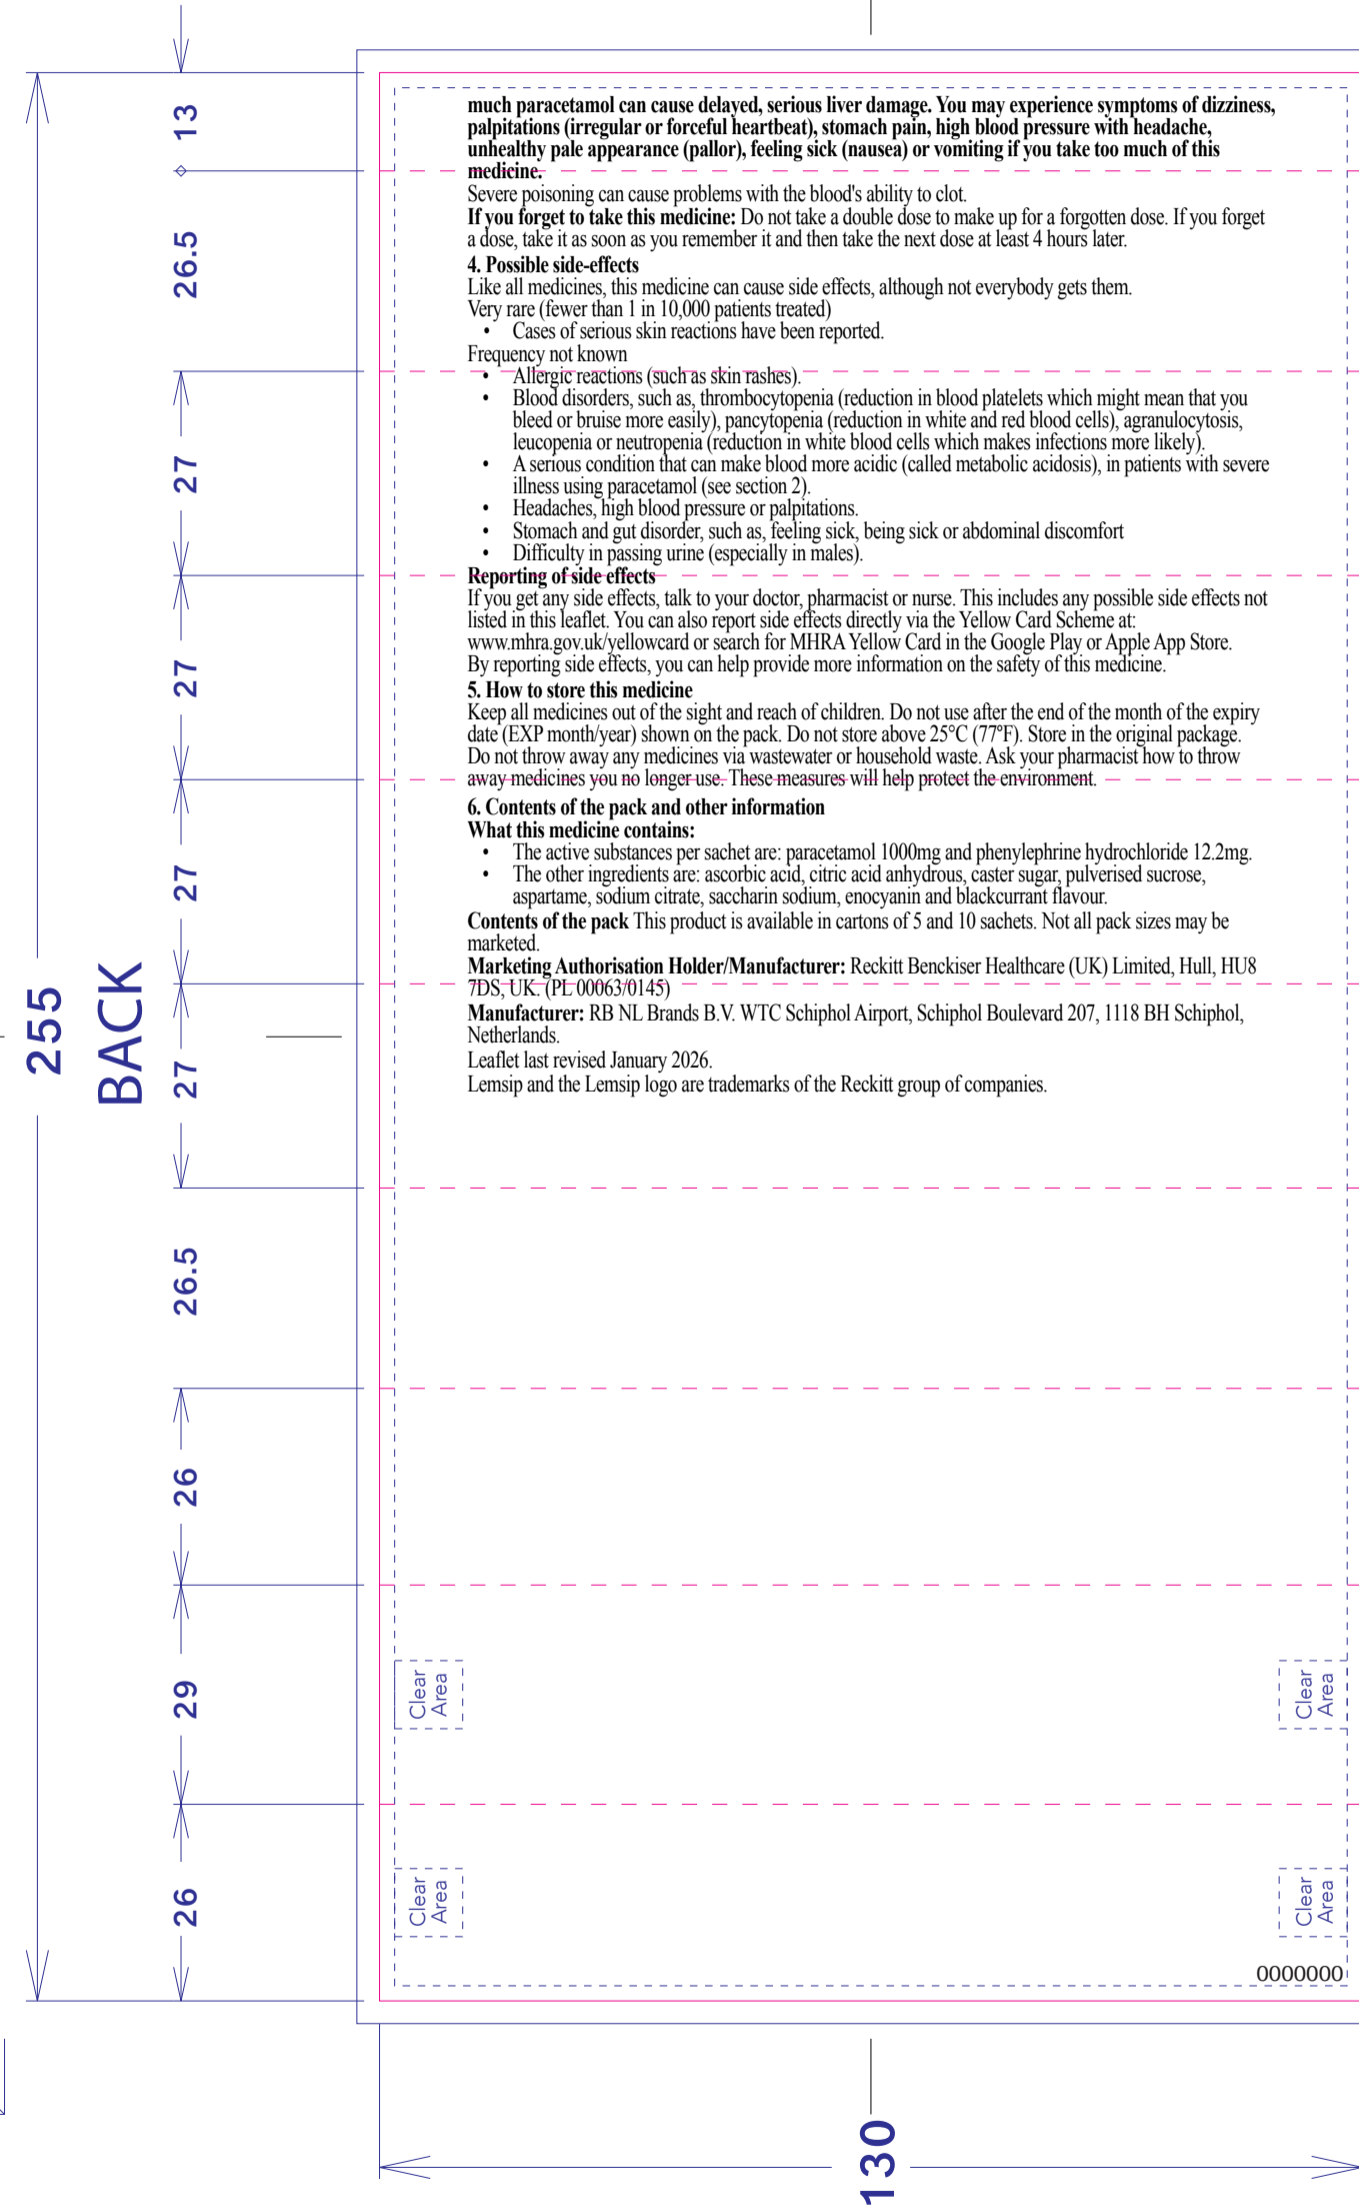 much paracetamol can cause delayed, serious liver damage. You may experience symptoms of dizziness,
palpitations (irregular or forceful heartbeat), stomach pain, high blood pressure with headache,
unhealthy pale appearance (pallor), feeling sick (nausea) or vomiting if you take too much of this
medicine.
Severe poisoning can cause problems with the blood's ability to clot.
If you forget to take this medicine: Do not take a double dose to make up for a forgotten dose. If you forget
a dose, take it as soon as you remember it and then take the next dose at least 4 hours later.
4. Possible side-effects
Like all medicines, this medicine can cause side effects, although not everybody gets them.
Very rare (fewer than 1 in 10,000 patients treated)
• Cases of serious skin reactions have been reported.
Frequency not known
• Allergic reactions (such as skin rashes).
• Blood disorders, such as, thrombocytopenia (reduction in blood platelets which might mean that you
bleed or bruise more easily), pancytopenia (reduction in white and red blood cells), agranulocytosis,
leucopenia or neutropenia (reduction in white blood cells which makes infections more likely).
• A serious condition that can make blood more acidic (called metabolic acidosis), in patients with severe
illness using paracetamol (see section 2).
• Headaches, high blood pressure or palpitations.
• Stomach and gut disorder, such as, feeling sick, being sick or abdominal discomfort
• Difficulty in passing urine (especially in males).
Reporting of side effects
If you get any side effects, talk to your doctor, pharmacist or nurse. This includes any possible side effects not
listed in this leaflet. You can also report side effects directly via the Yellow Card Scheme at:
www.mhra.gov.uk/yellowcard or search for MHRA Yellow Card in the Google Play or Apple App Store.
By reporting side effects, you can help provide more information on the safety of this medicine.
5. How to store this medicine
Keep all medicines out of the sight and reach of children. Do not use after the end of the month of the expiry
date (EXP month/year) shown on the pack. Do not store above 25°C (77°F). Store in the original package.
Do not throw away any medicines via wastewater or household waste. Ask your pharmacist how to throw
away medicines you no longer use. These measures will help protect the environment.
6. Contents of the pack and other information
What this medicine contains:
• The active substances per sachet are: paracetamol 1000mg and phenylephrine hydrochloride 12.2mg.
• The other ingredients are: ascorbic acid, citric acid anhydrous, caster sugar, pulverised sucrose,
aspartame, sodium citrate, saccharin sodium, enocyanin and blackcurrant flavour.
Contents of the pack This product is available in cartons of 5 and 10 sachets. Not all pack sizes may be
marketed.
Marketing Authorisation Holder/Manufacturer: Reckitt Benckiser Healthcare (UK) Limited, Hull, HU8
7DS, UK. (PL 00063/0145)
Manufacturer: RB NL Brands B.V. WTC Schiphol Airport, Schiphol Boulevard 207, 1118 BH Schiphol,
Netherlands.
Leaflet last revised January 2026.
Lemsip and the Lemsip logo are trademarks of the Reckitt group of companies.
Clear
Area
Clear
Area
Clear
Area
Clear
Area
0000000
255
BACK
13
26.5
27
27
27
27
26.5
26
29
26
130